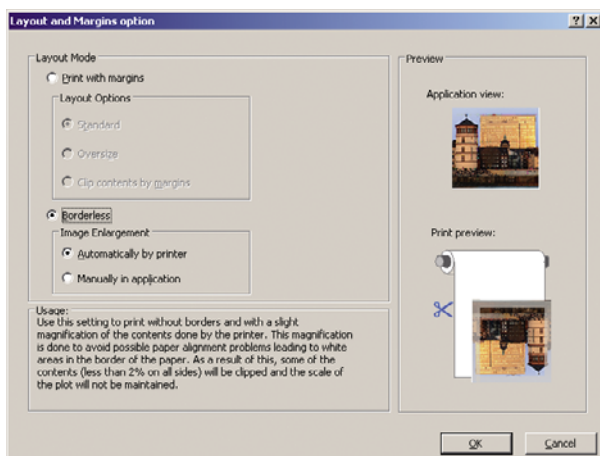 Layout and Margins option
Layout Mode
Print with margins
Layout Options
Standard
Oversize
Clip contents by margins
Borderless
Image Enlargement
Automatically by printer
Manually in application
Usage:
Use this setting to print without borders and with a slight
magnification of the contents done by the printer. This magnification
is done to avoid possible paper alignment problems leading to white
areas in the border of the paper. As a result of this, some of the
contents (less than 2% on all sides) will be clipped and the scale of
the plot will not be maintained.
Preview
Application view:
Print preview:
OK
Cancel